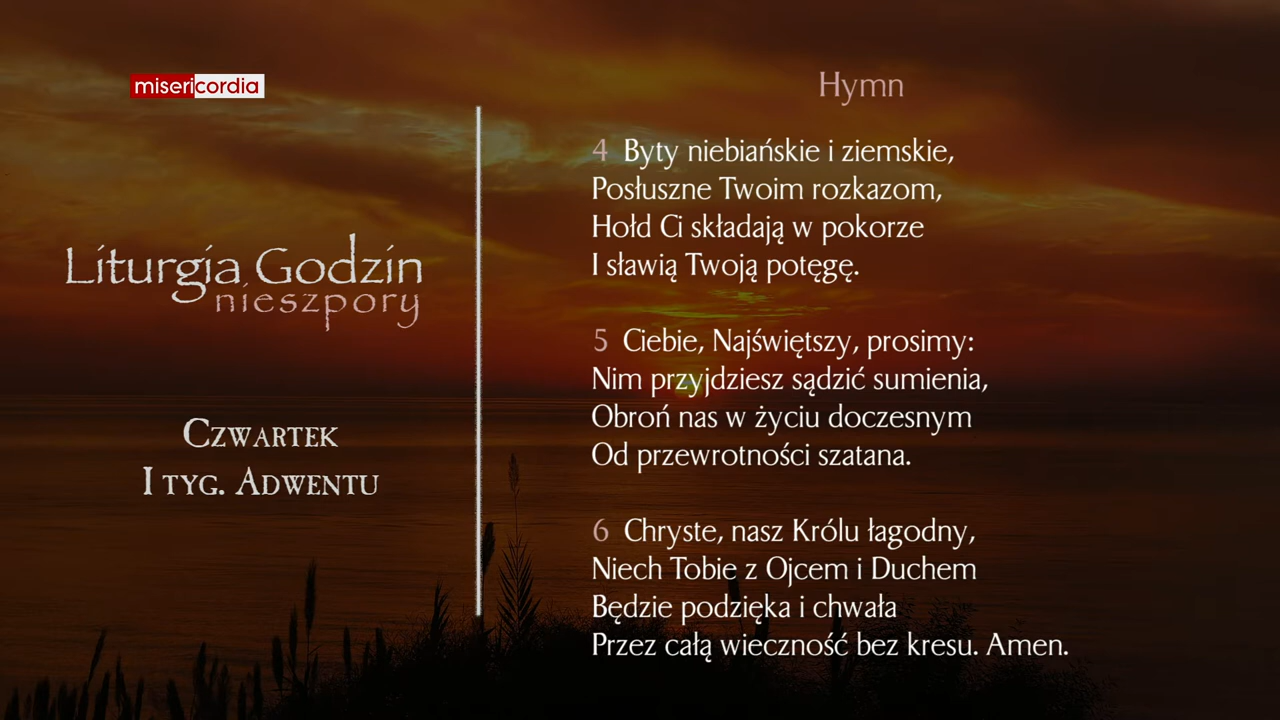 misericordia
Liturgia Godzin
nieszpory
Czwartek
I tyg. Adwentu
Hymn
4 Byty niebiańskie i ziemskie,
Posłuszne Twoim rozkazom,
Hołd Ci składają w pokorze
I sławią Twoją potęgę.
5 Ciebie, Najświętszy, prosimy:
Nim przyjdziesz sądzić sumienia,
Obroń nas w życiu doczesnym
Od przewrotności szatana.
6 Chryste, nasz Królu łagodny,
Niech Tobie z Ojcem i Duchem
Będzie podzięka i chwała
Przez całą wieczność bez kresu. Amen.